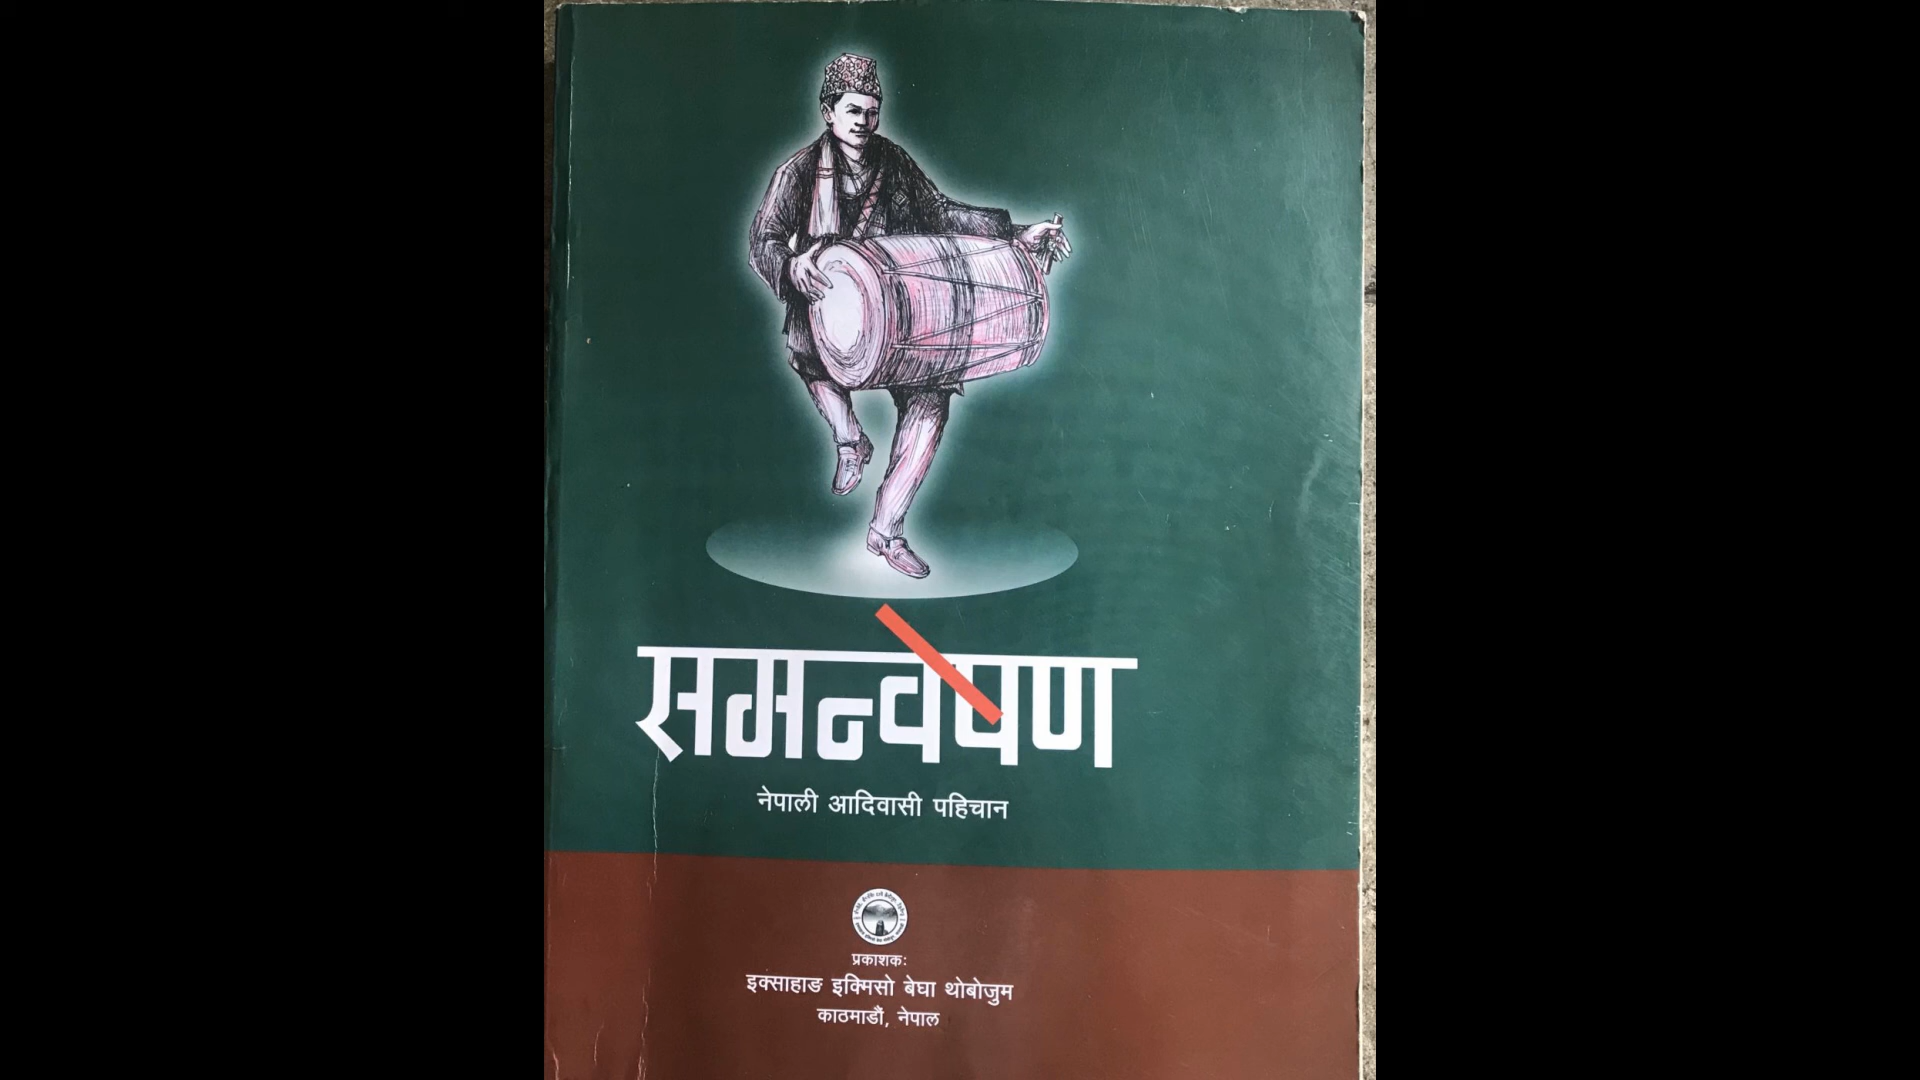 समन्वेषण
नेपाली आदिवासी पहिचान
प्रकाशकः
इक्साहाङ इक्मिसो बेघा थोबोजुम
काठमाडौं, नेपाल